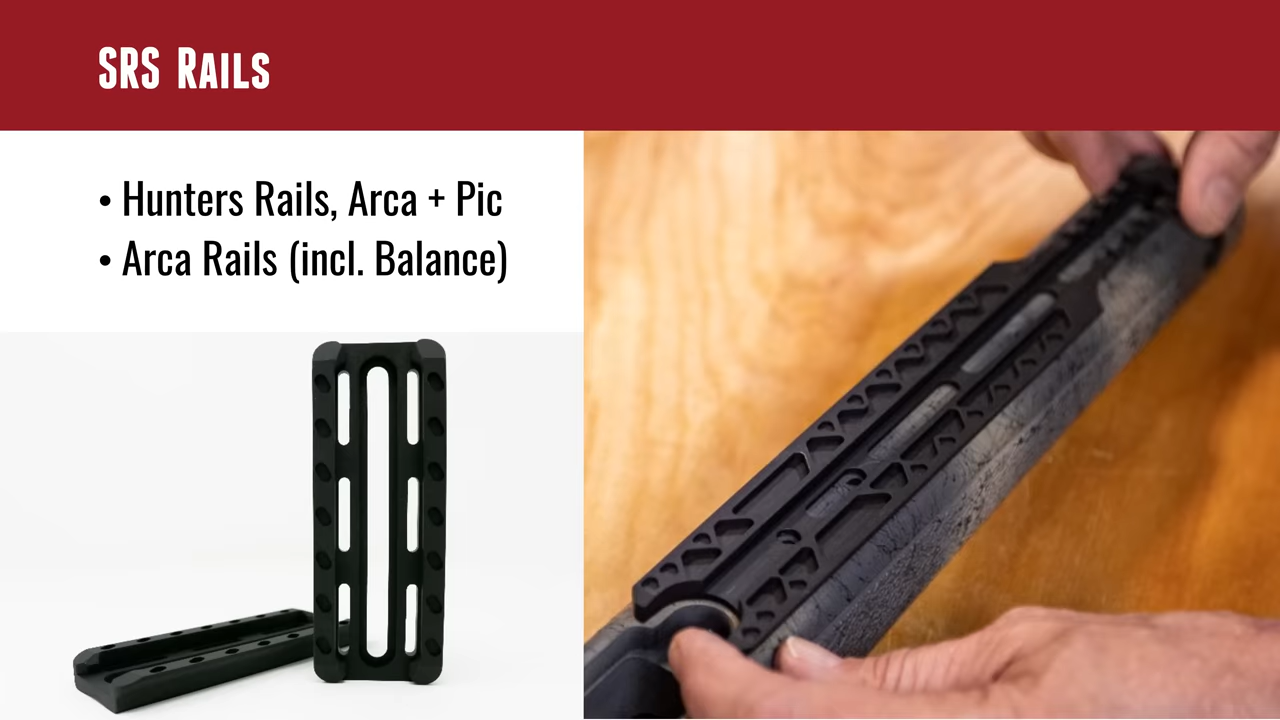 SRS Rails
• Hunters Rails, Arca + Pic
• Arca Rails (incl. Balance)